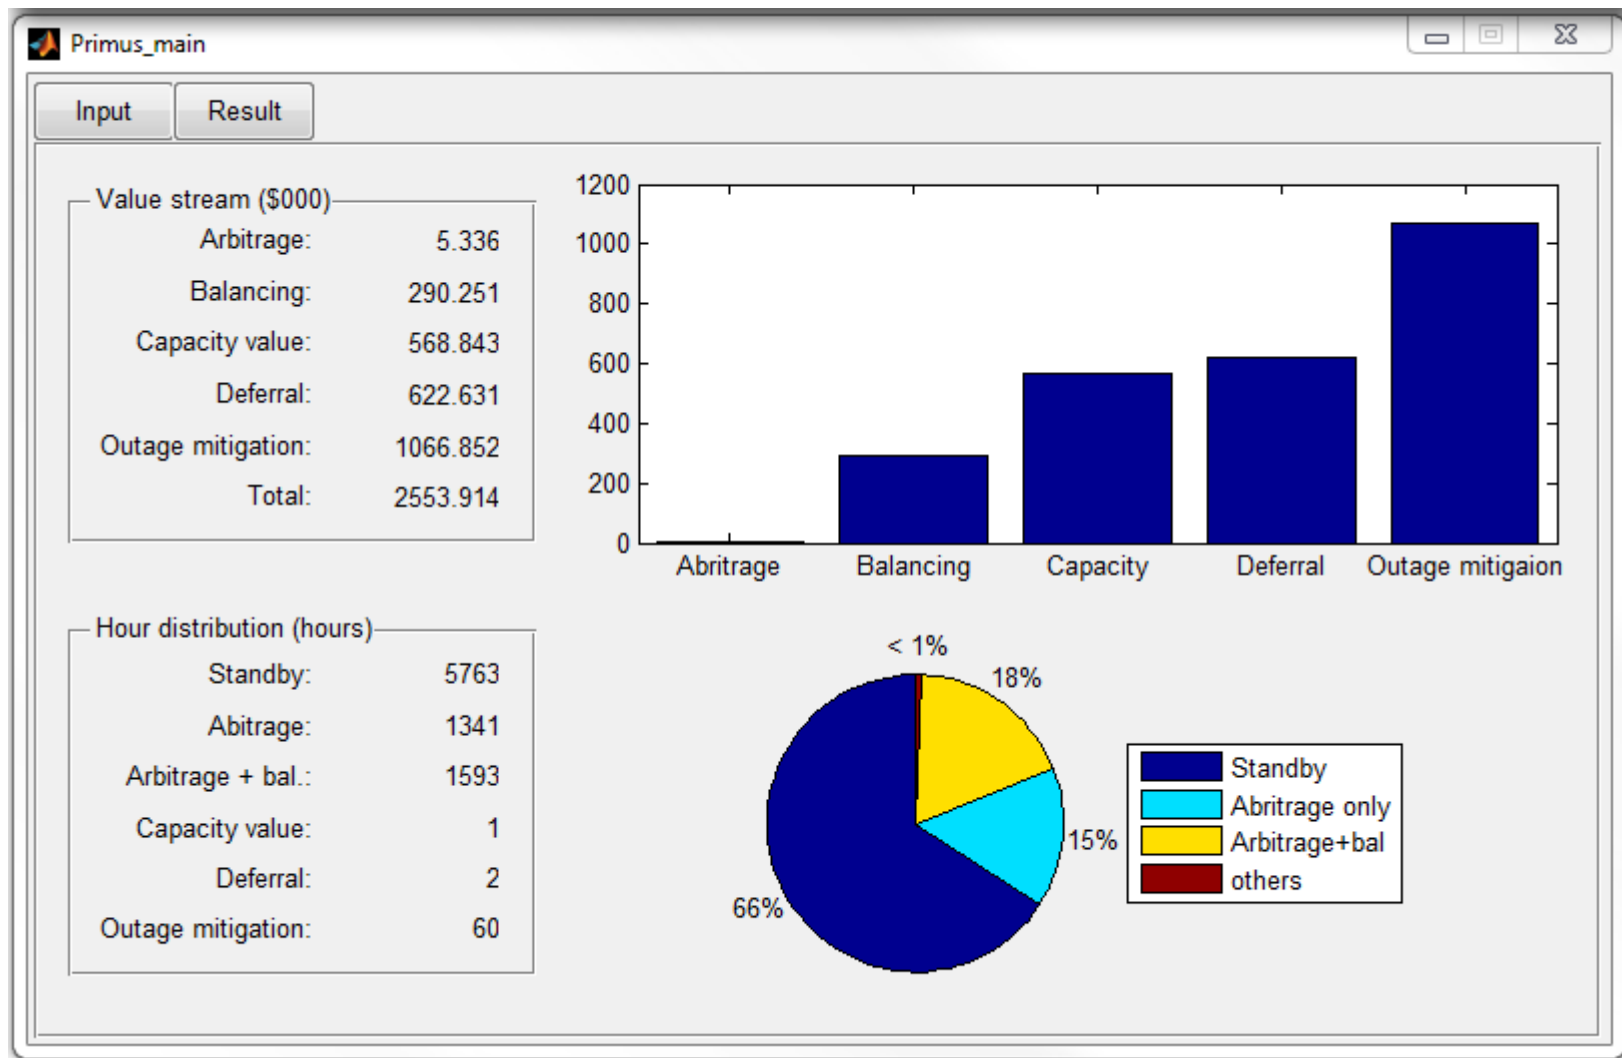 Primus_main
Input Result
Value stream ($000)
Arbitrage: 5.336
Balancing: 290.251
Capacity value: 568.843
Deferral: 622.631
Outage mitigation: 1066.852
Total: 2553.914
1200
1000
800
600
400
200
0
Abritrage Balancing Capacity Deferral Outage mitigaion
Hour distribution (hours)
Standby: 5763
Abitrage: 1341
Arbitrage + bal.: 1593
Capacity value: 1
Deferral: 2
Outage mitigation: 60
< 1%
18%
15%
66%
Standby
Abritrage only
Arbitrage+bal
others